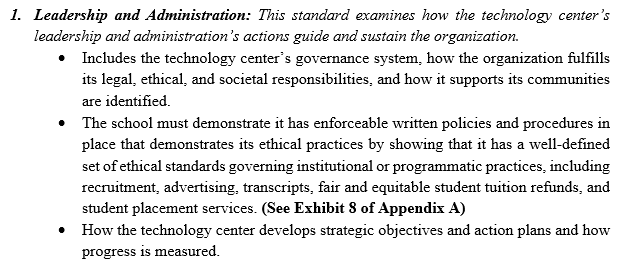 1. Leadership and Administration: This standard examines how the technology center's
leadership and administration's actions guide and sustain the organization.
• Includes the technology center's governance system, how the organization fulfills
its legal, ethical, and societal responsibilities, and how it supports its communities
are identified.
• The school must demonstrate it has enforceable written policies and procedures in
place that demonstrates its ethical practices by showing that it has a well-defined
set of ethical standards governing institutional or programmatic practices, including
recruitment, advertising, transcripts, fair and equitable student tuition refunds, and
student placement services. (See Exhibit 8 of Appendix A)
• How the technology center develops strategic objectives and action plans and how
progress is measured.